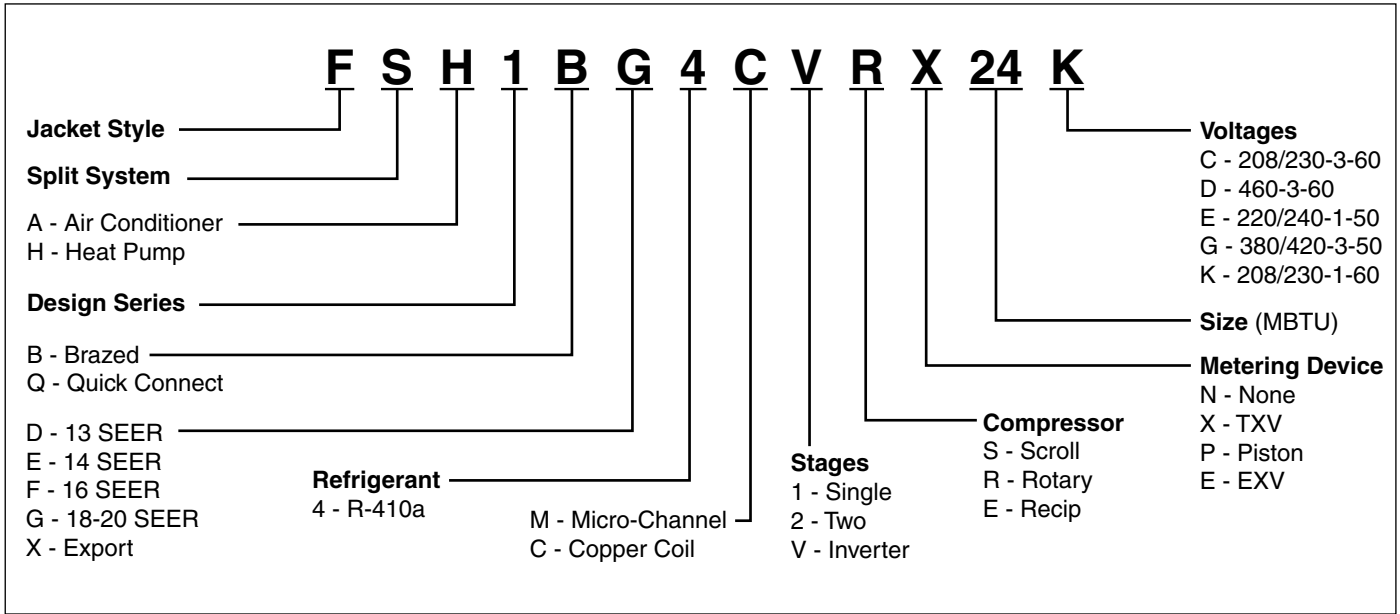 F S H 1 B G 4 C V R X 24 K
Jacket Style
Split System
A - Air Conditioner
H - Heat Pump
Design Series
B - Brazed
Q - Quick Connect
D - 13 SEER
E - 14 SEER
F - 16 SEER
G - 18-20 SEER
X - Export
Refrigerant
4 - R-410a
M - Micro-Channel
C - Copper Coil
Stages
1 - Single
2 - Two
V - Inverter
Compressor
S - Scroll
R - Rotary
E - Recip
Voltages
C - 208/230-3-60
D - 460-3-60
E - 220/240-1-50
G - 380/420-3-50
K - 208/230-1-60
Size (MBTU)
Metering Device
N - None
X - TXV
P - Piston
E - EXV